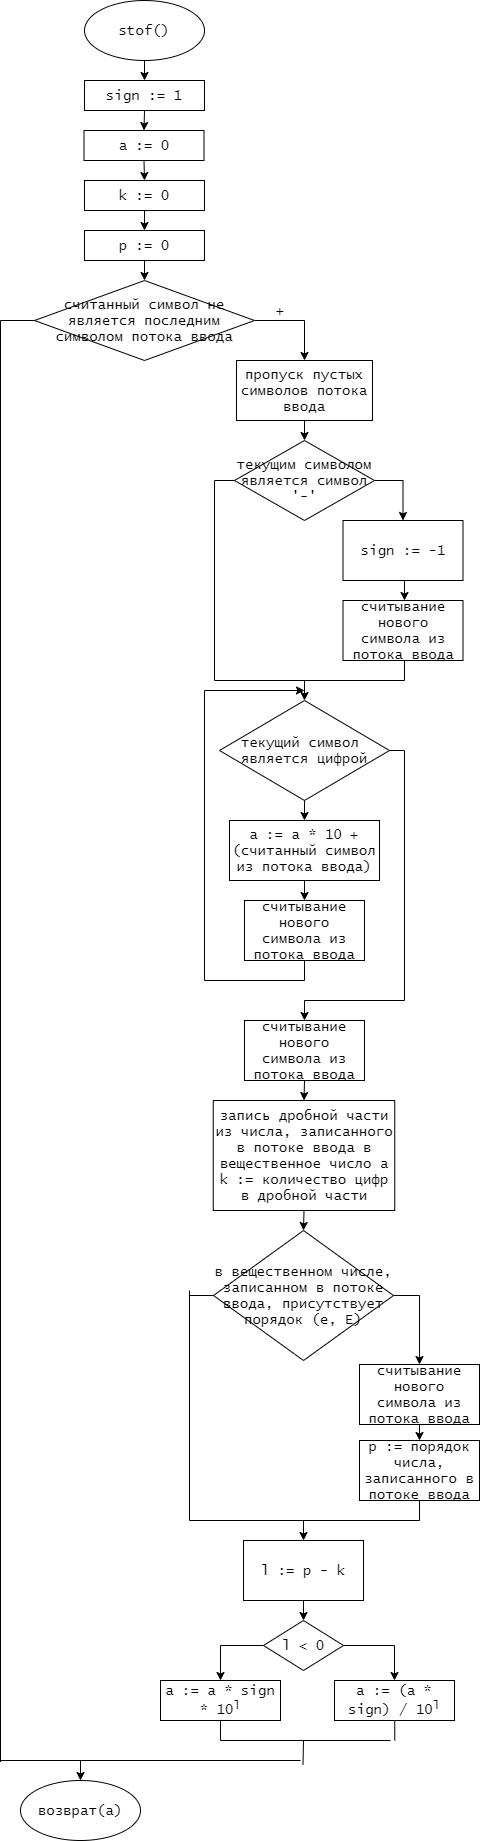 stof()
sign := 1
a := 0
k := 0
p := 0
считанный символ не
является последним
символом потока ввода
+
пропуск пустых
символов потока
ввода
текущим символом
является символ
'-'
sign := -1
считывание
нового
символа из
потока ввода
текущий символ
является цифрой
a := a * 10 +
(считанный символ
из потока ввода)
считывание
нового
символа из
потока ввода
считывание
нового
символа из
потока ввода
запись дробной части
из числа, записанного
в потоке ввода в
вещественное число a
k := количество цифр
в дробной части
в вещественном числе,
записанном в потоке
ввода, присутствует
порядок (e, E)
считывание
нового
символа из
потока ввода
p := порядок
числа,
записанного в
потоке ввода
l := p - k
l < 0
a := a * sign
* 10^l
a := (a *
sign) / 10^l
возврат(a)